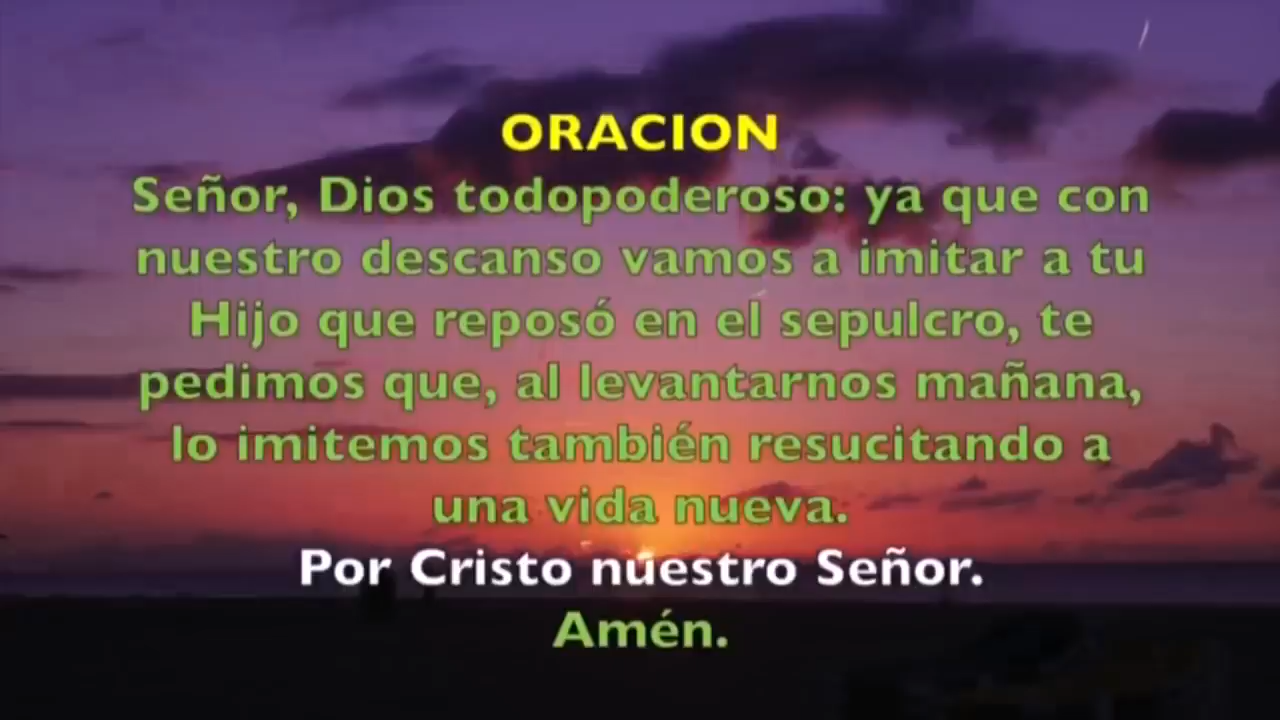 ORACION
Señor, Dios todopoderoso: ya que con
nuestro descanso vamos a imitar a tu
Hijo que reposó en el sepulcro, te
pedimos que, al levantarnos mañana,
lo imitemos también resucitando a
una vida nueva.
Por Cristo nuestro Señor.
Amén.